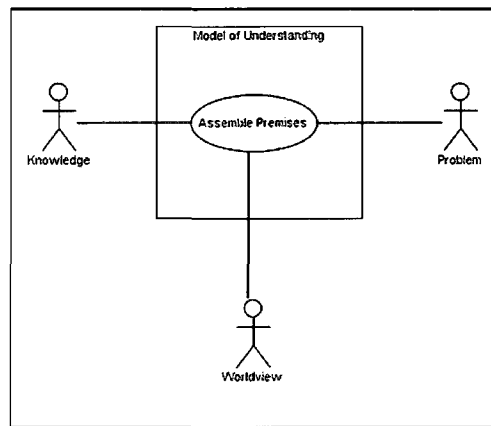 Model of Understanding
Assemble Premises
Knowledge
Problem
Worldview